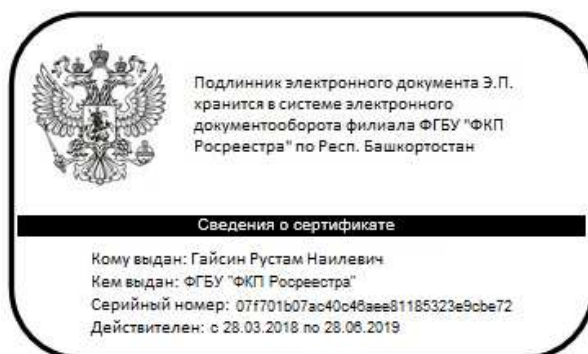 Подлинник электронного документа Э.П.
хранится в системе электронного
документооборота филиала ФГБУ "ФКП
Росреестра" по Респ. Башкортостан
Сведения о сертификате
Кому выдан: Гайсин Рустам Наилевич
Кем выдан: ФГБУ "ФКП Росреестра"
Серийный номер: 07f701b07ac40c46aee81185323e9cbe72
Действителен: с 28.03.2018 по 28.06.2019